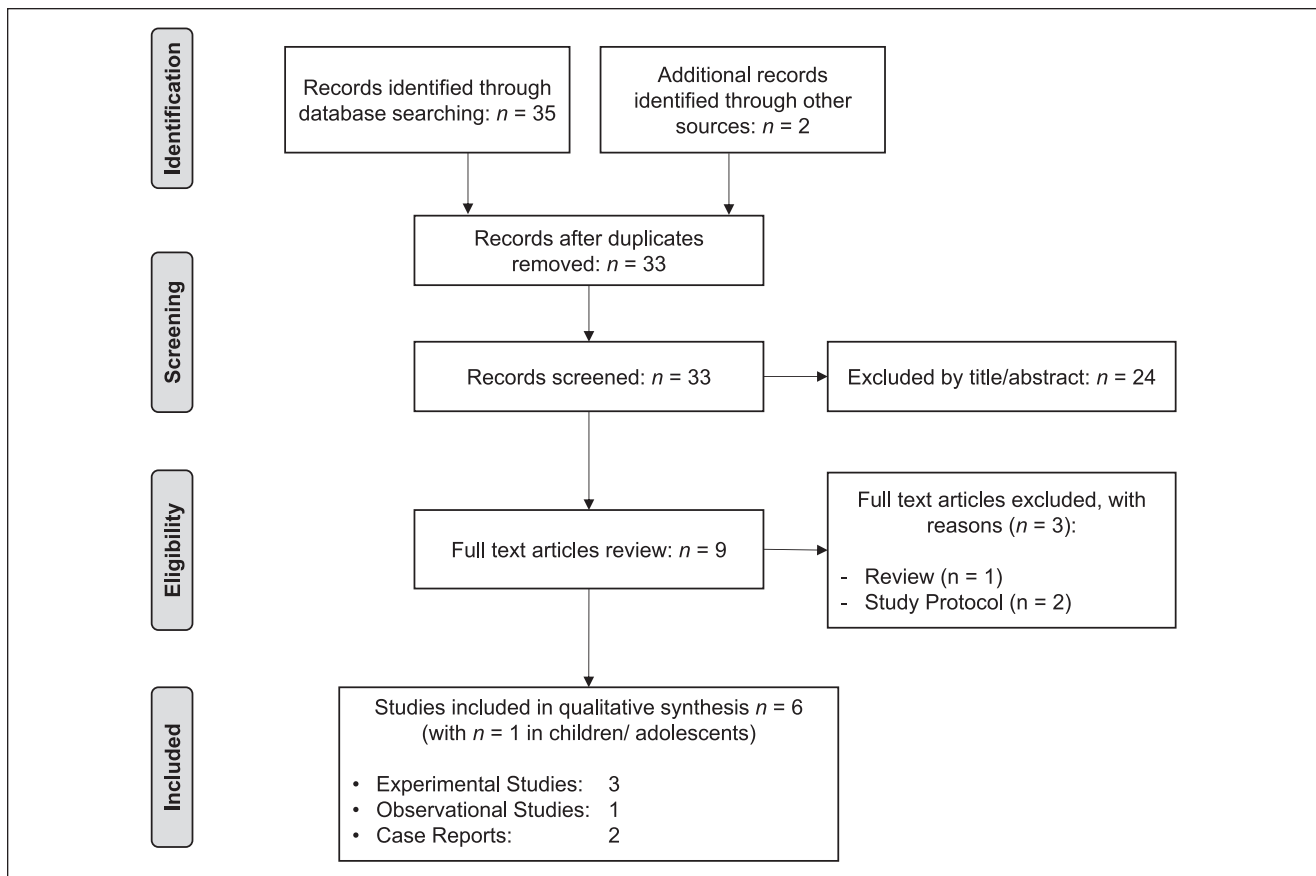 Identification
Records identified through
database searching: n = 35
Additional records
identified through other
sources: n = 2
Records after duplicates
removed: n = 33
Screening
Records screened: n = 33
Excluded by title/abstract: n = 24
Eligibility
Full text articles review: n = 9
Full text articles excluded, with
reasons (n = 3):
- Review (n = 1)
- Study Protocol (n = 2)
Included
Studies included in qualitative synthesis n = 6
(with n = 1 in children/ adolescents)
• Experimental Studies: 3
• Observational Studies: 1
• Case Reports: 2